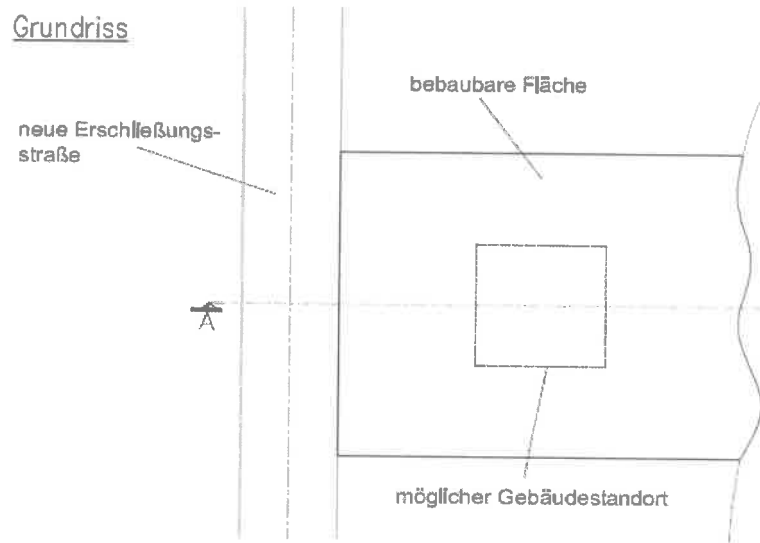 Grundriss
bebaubare Fläche
neue Erschließungs-
straße
A
möglicher Gebäudestandort